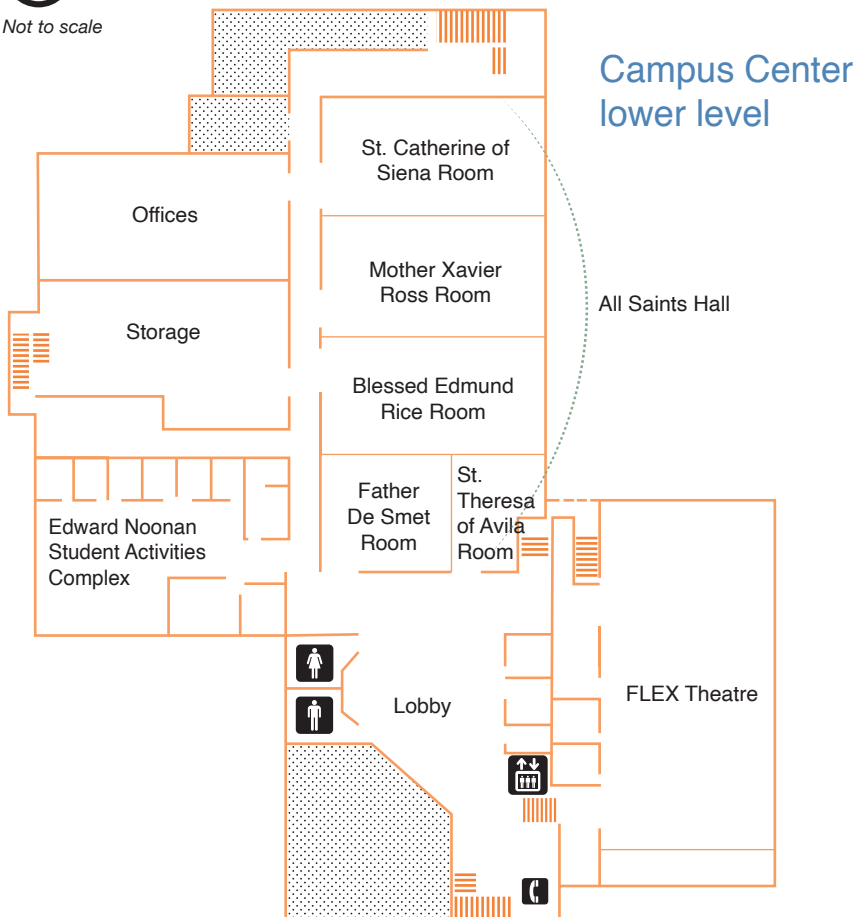 Not to scale
Campus Center
lower level
St. Catherine of
Siena Room
Offices
Mother Xavier
Ross Room
All Saints Hall
Storage
Blessed Edmund
Rice Room
Father
De Smet
Room
St.
Theresa
of Avila
Room
Edward Noonan
Student Activities
Complex
Lobby
FLEX Theatre